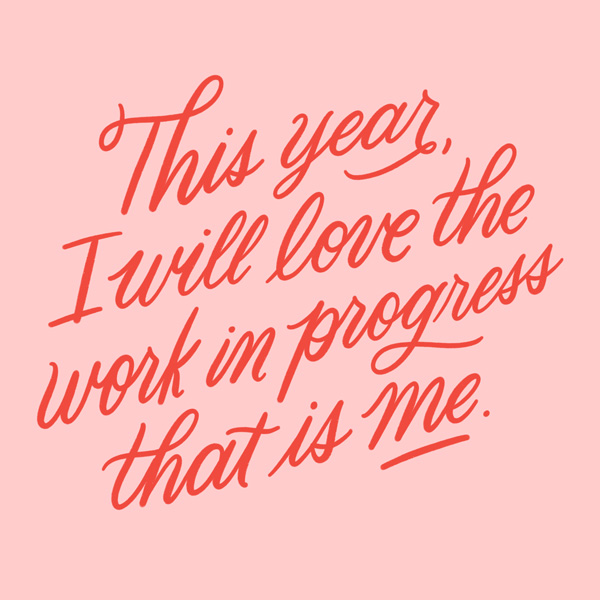 This year,
I will love the
work in progress
that is me.